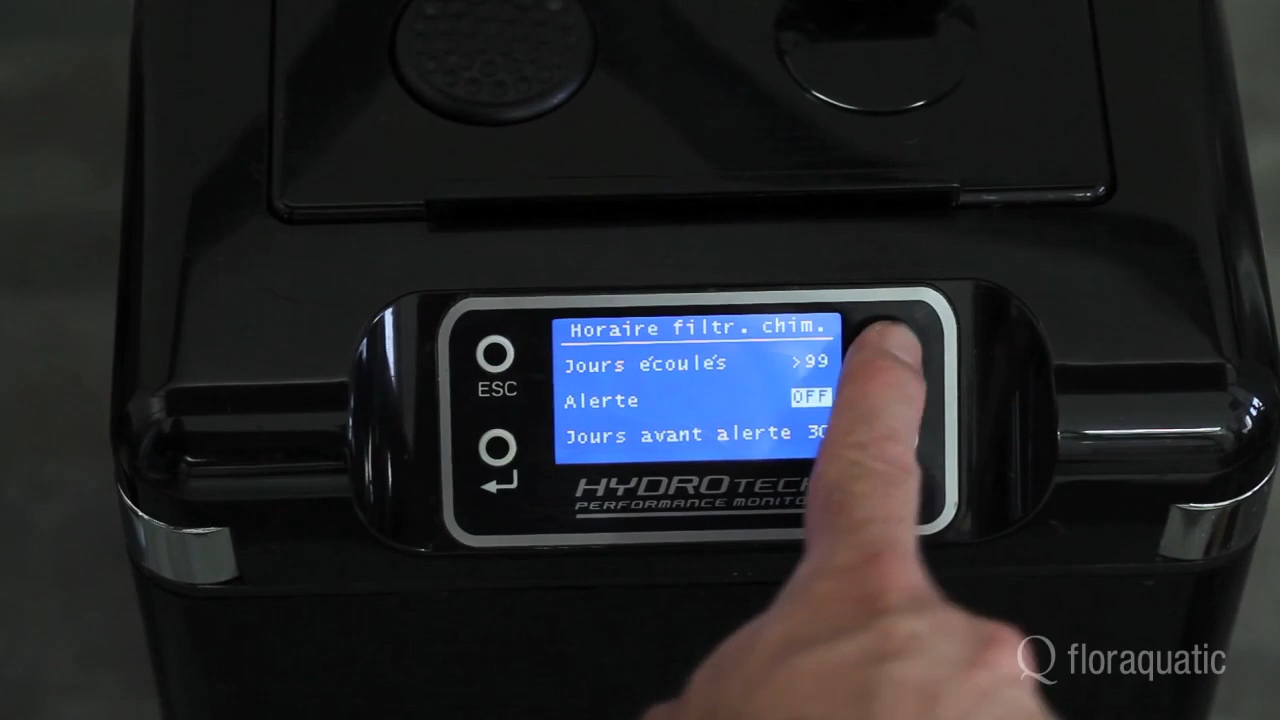 Horaire filtr. chim.
Jours écoulés >99
Alerte OFF
Jours avant alerte 30
ESC
HYDROTECH
PERFORMANCE MONITO
floraquatic